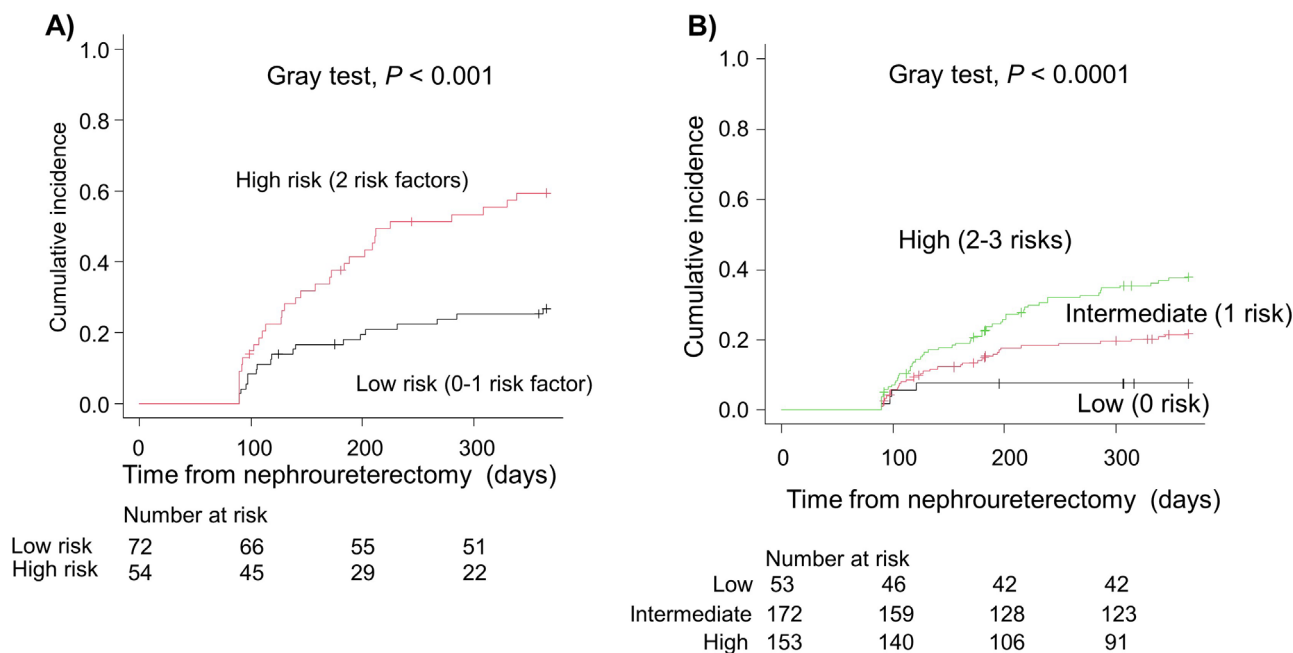 A)
Gray test, P < 0.001
1.0
0.8
0.6
0.4
0.2
0.0
Cumulative incidence
High risk (2 risk factors)
Low risk (0-1 risk factor)
0 100 200 300
Time from nephroureterectomy (days)
Number at risk
Low risk 72 66 55 51
High risk 54 45 29 22
B)
Gray test, P < 0.0001
1.0
0.8
0.6
0.4
0.2
0.0
Cumulative incidence
High (2-3 risks)
Intermediate (1 risk)
Low (0 risk)
0 100 200 300
Time from nephroureterectomy (days)
Number at risk
Low 53 46 42 42
Intermediate 172 159 128 123
High 153 140 106 91